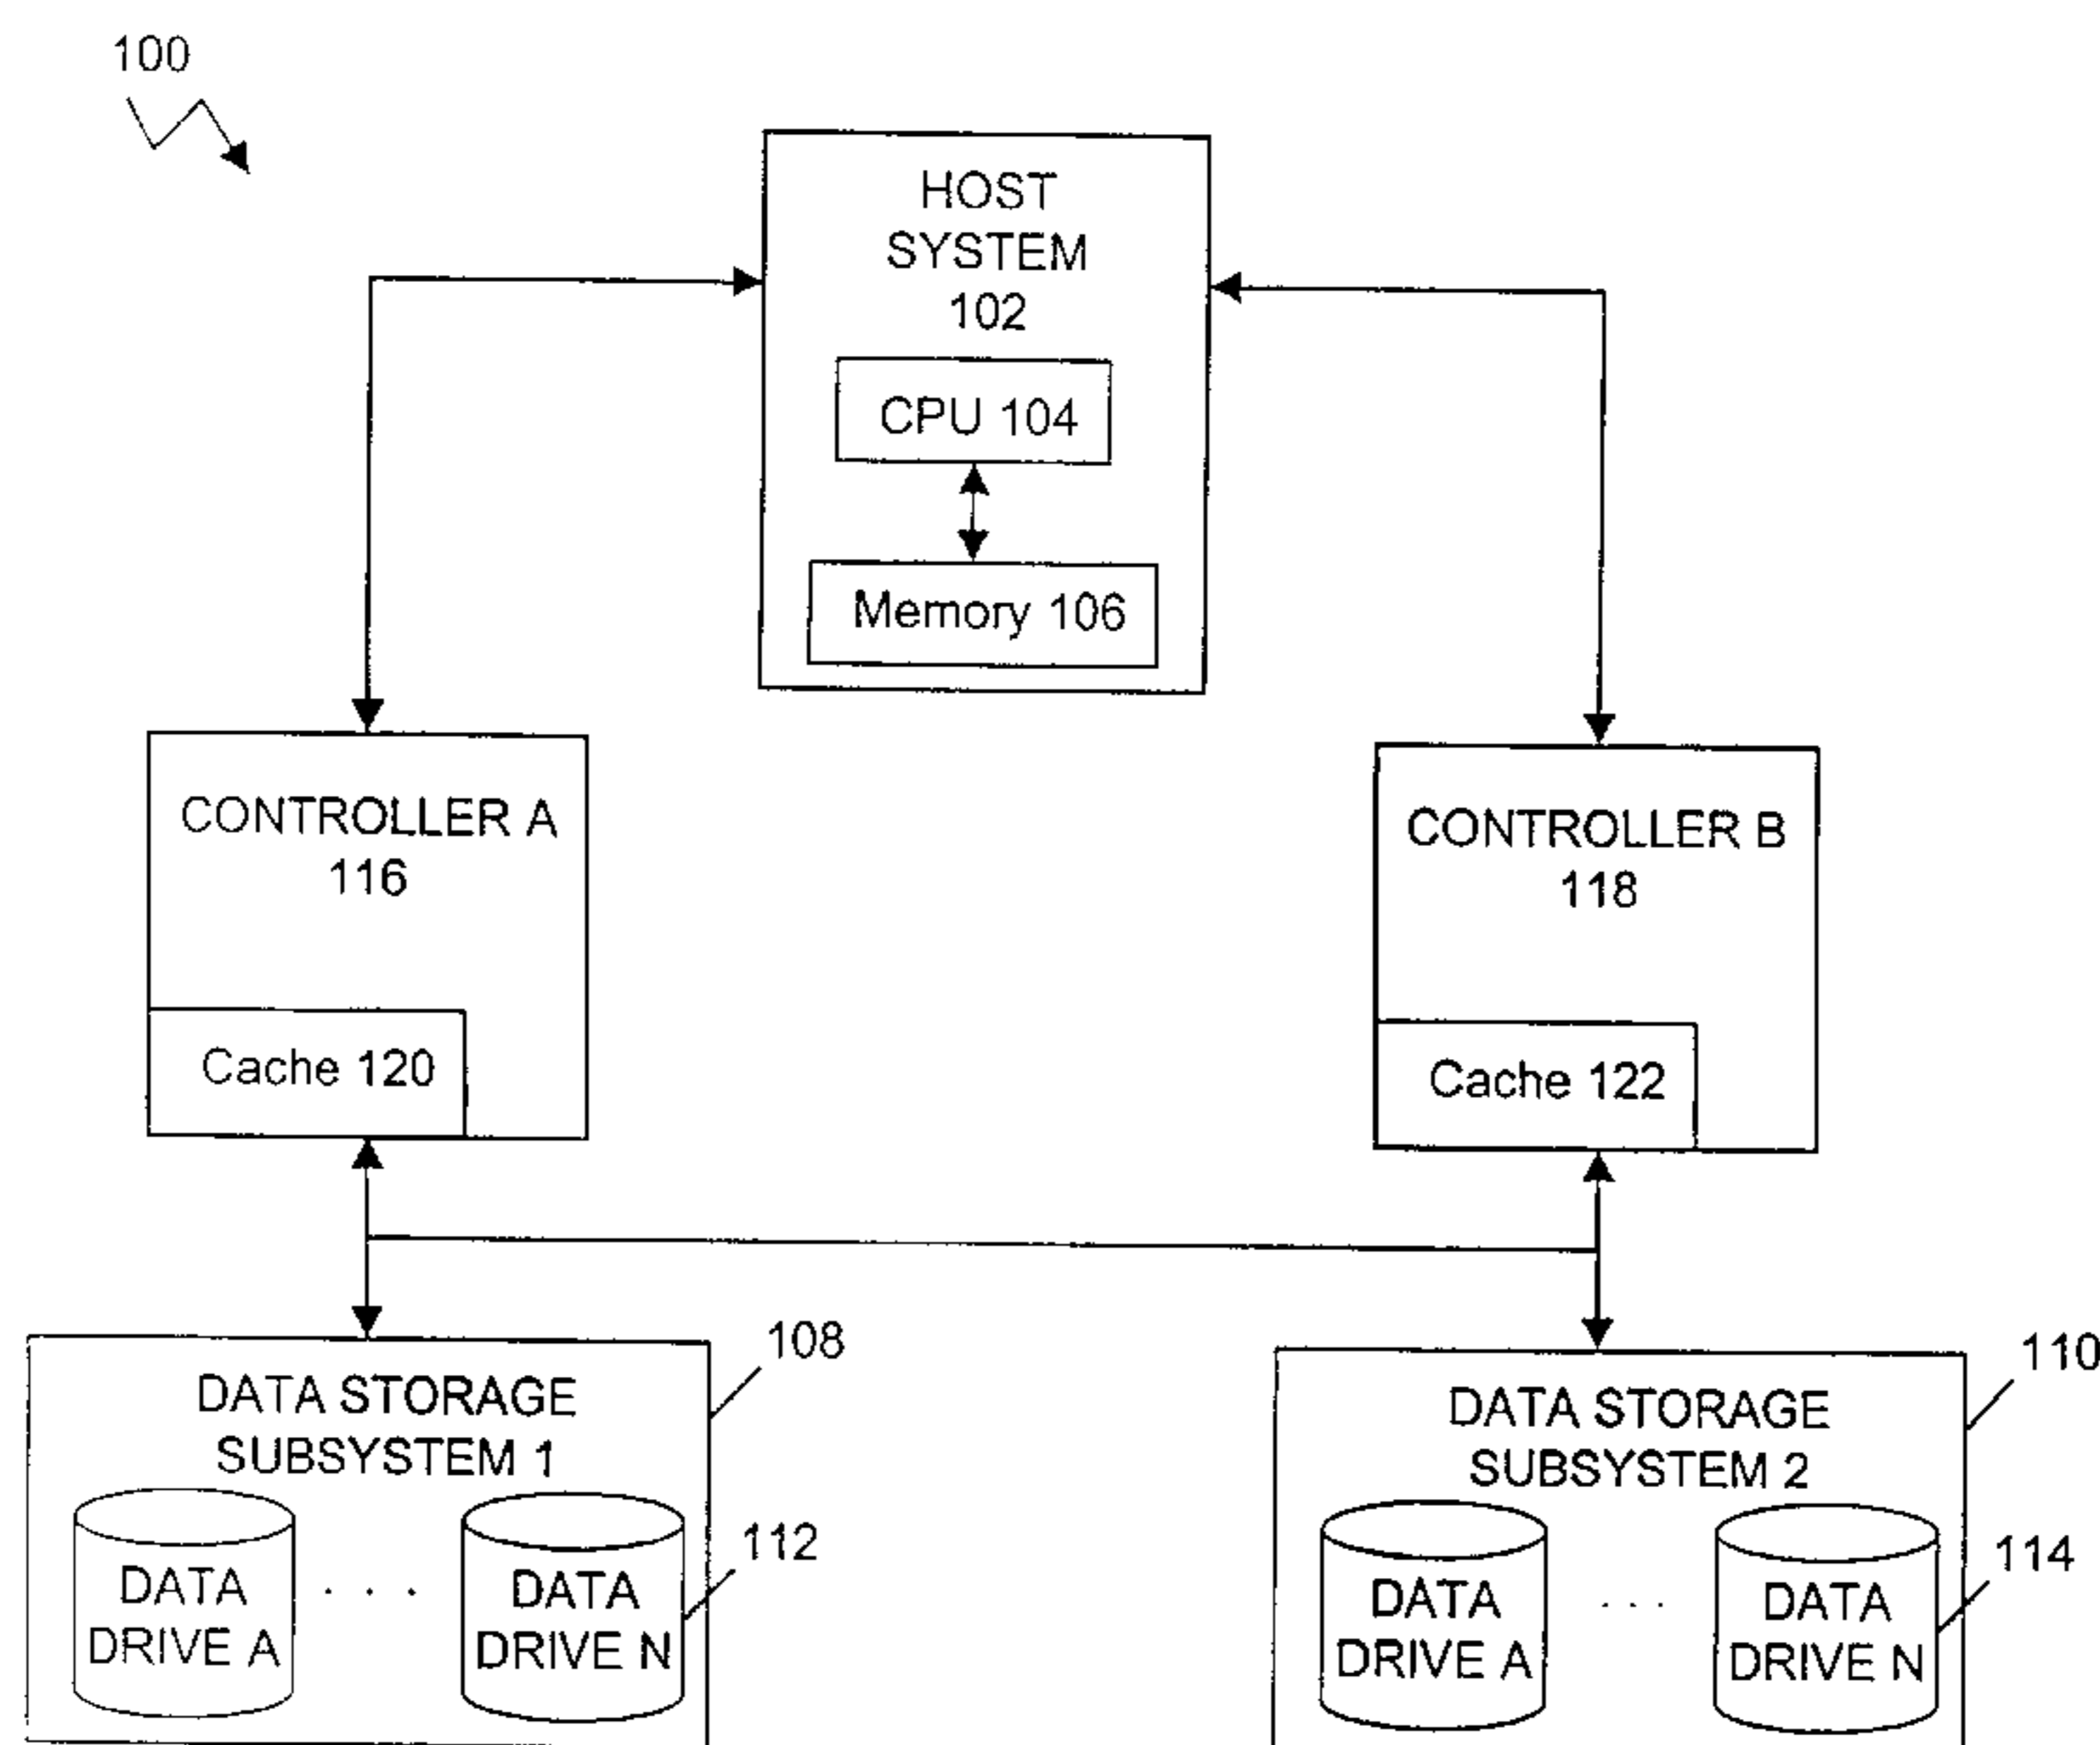 100
HOST
SYSTEM
102
CPU 104
Memory 106
CONTROLLER A
116
Cache 120
CONTROLLER B
118
Cache 122
108
DATA STORAGE
SUBSYSTEM 1
DATA
DRIVE A
. . .
DATA
DRIVE N
112
110
DATA STORAGE
SUBSYSTEM 2
DATA
DRIVE A
. . .
DATA
DRIVE N
114